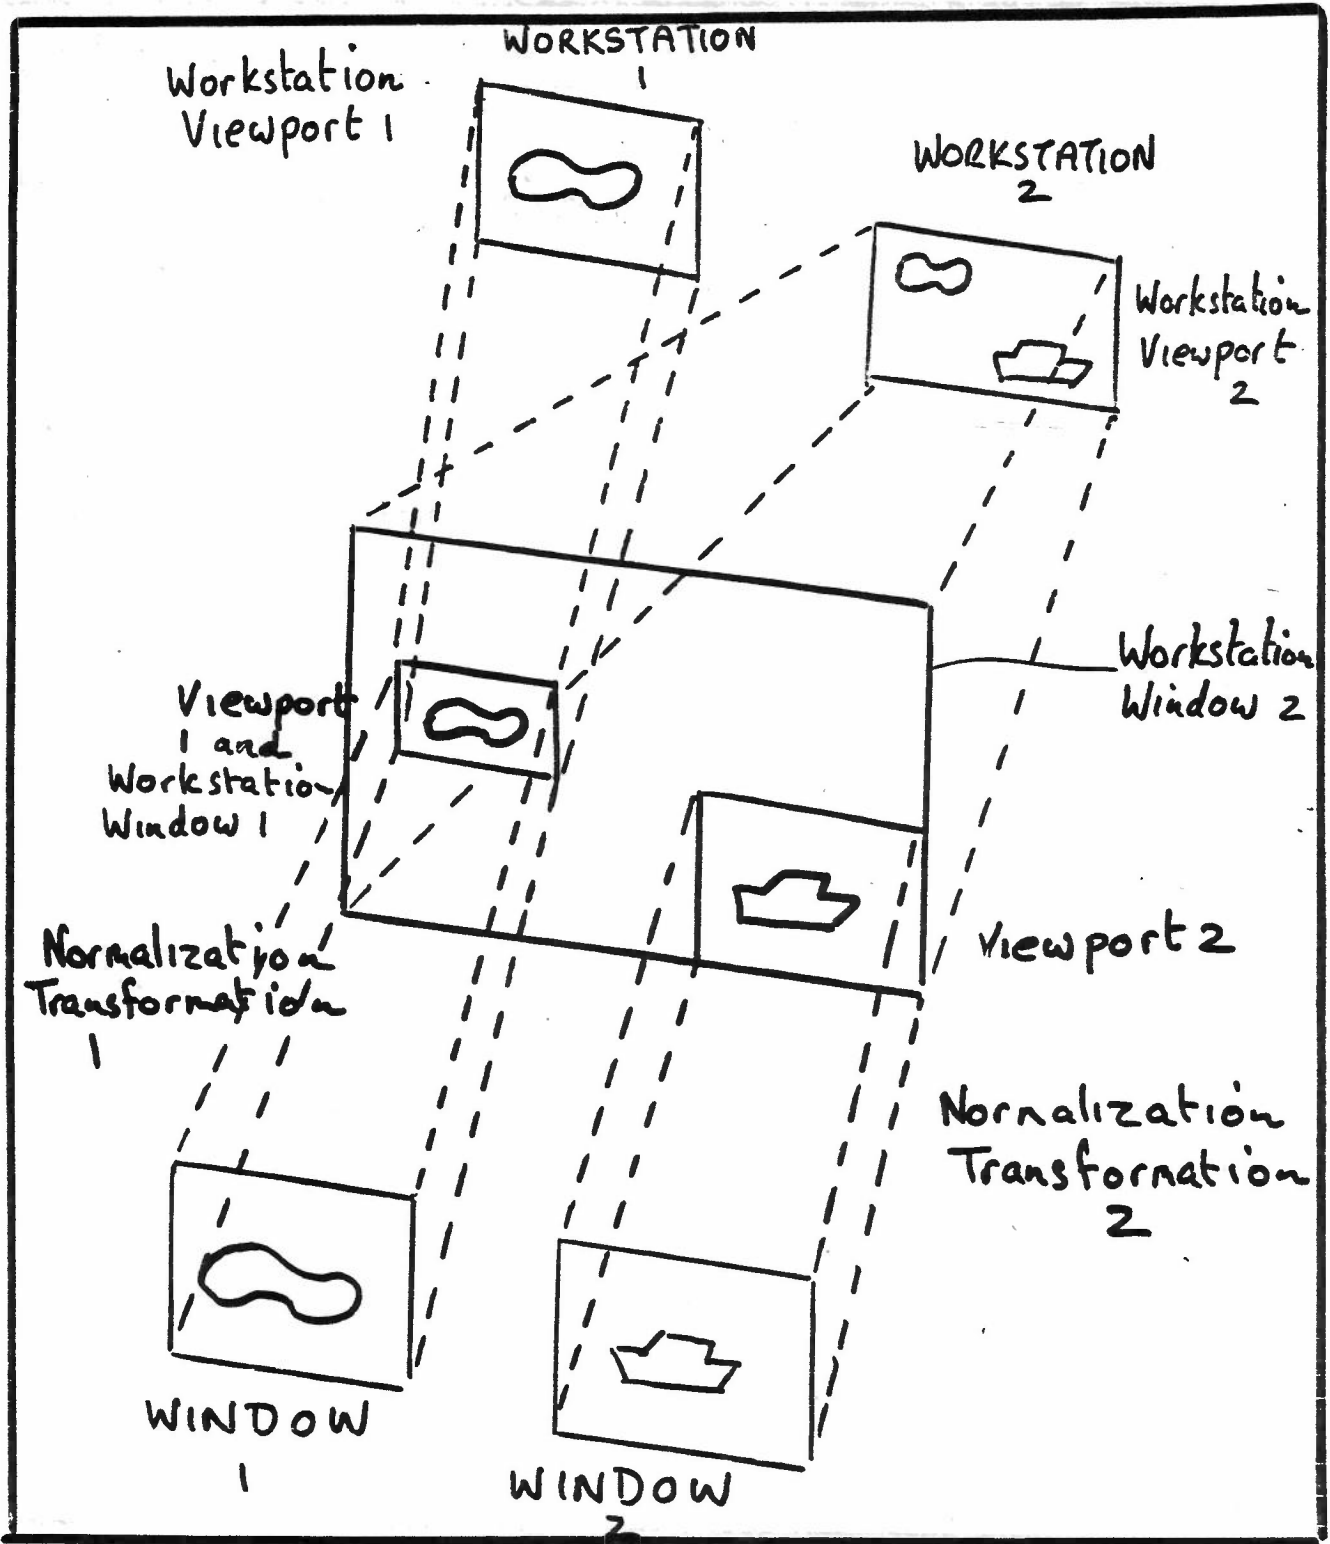 WORKSTATION
1
Workstation
Viewport 1
WORKSTATION
2
Workstation
Viewport
2
Workstation
Window 2
Viewport
1 and
Workstation
Window 1
Normalization
Transformation
1
Viewport 2
Normalization
Transformation
2
WINDOW
1
WINDOW
2